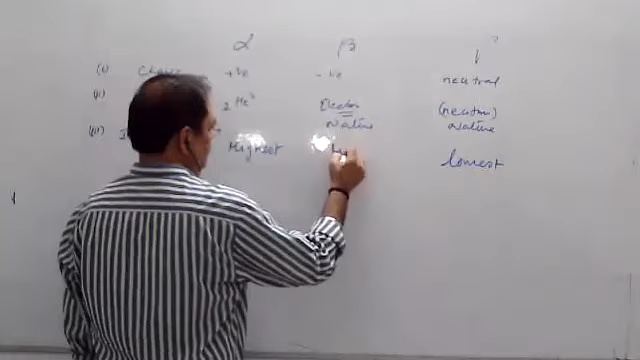 α β γ
(i) Charge +ve -ve neutral
(ii) 2He4 Electron (neutron)
Nature Nature
(iii) Highest lowest